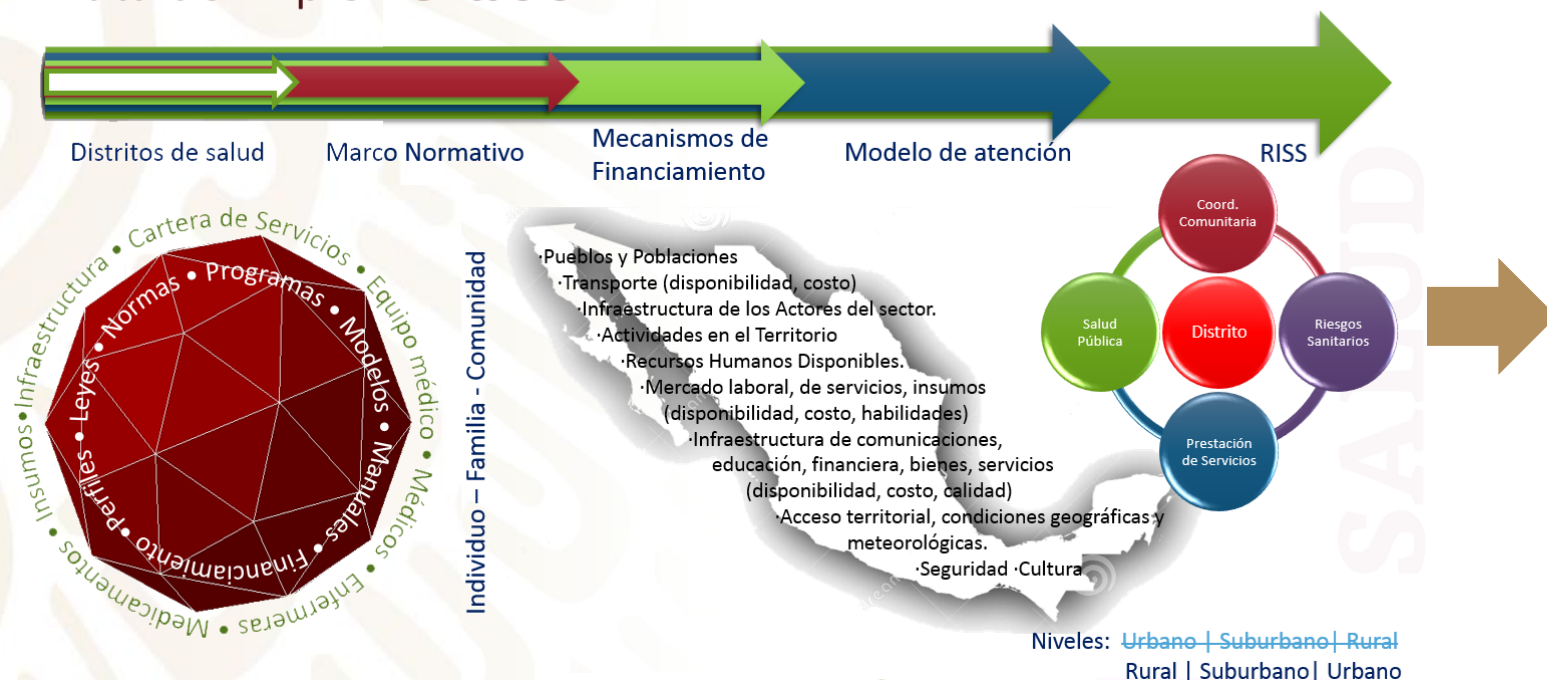 Distritos de salud
Marco Normativo
Mecanismos de
Financiamiento
Modelo de atención
RISS
Cartera de Servicios • Equipo médico • Médicos • Enfermeras • Medicamentos • Insumos • Infraestructura •
Leyes • Normas • Programas • Modelos • Manuales • Financiamiento • Perfiles •
Individuo – Familia - Comunidad
·Pueblos y Poblaciones
·Transporte (disponibilidad, costo)
·Infraestructura de los Actores del sector.
·Actividades en el Territorio
·Recursos Humanos Disponibles.
·Mercado laboral, de servicios, insumos
(disponibilidad, costo, habilidades)
·Infraestructura de comunicaciones,
educación, financiera, bienes, servicios
(disponibilidad, costo, calidad)
·Acceso territorial, condiciones geográficas y
meteorológicas.
·Seguridad ·Cultura
Coord.
Comunitaria
Salud
Pública
Distrito
Riesgos
Sanitarios
Prestación
de Servicios
SALUD
Niveles: Urbano | Suburbano| Rural
Rural | Suburbano| Urbano